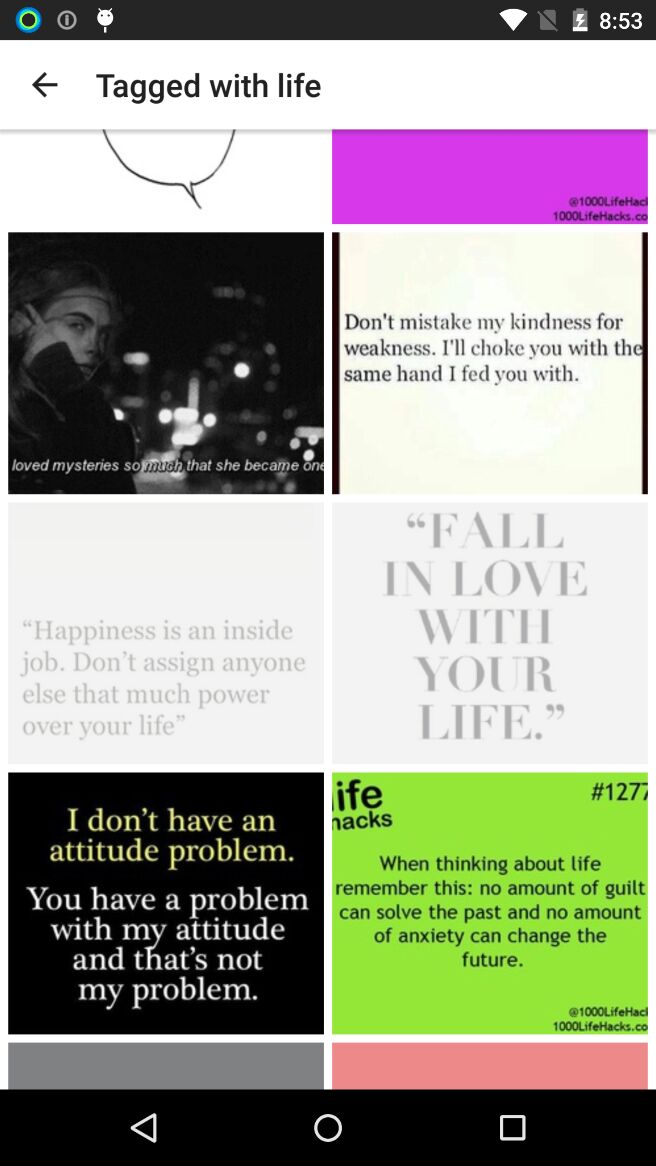 8:53
Tagged with life
@1000LifeHac
1000LifeHacks.co
loved mysteries so much that she became one
Don't mistake my kindness for
weakness. I'll choke you with the
same hand I fed you with.
“Happiness is an inside
job. Don’t assign anyone
else that much power
over your life”
“FALL
IN LOVE
WITH
YOUR
LIFE.”
I don’t have an
attitude problem.
You have a problem
with my attitude
and that’s not
my problem.
ife
hacks
#1277
When thinking about life
remember this: no amount of guilt
can solve the past and no amount
of anxiety can change the
future.
@1000LifeHac
1000LifeHacks.co